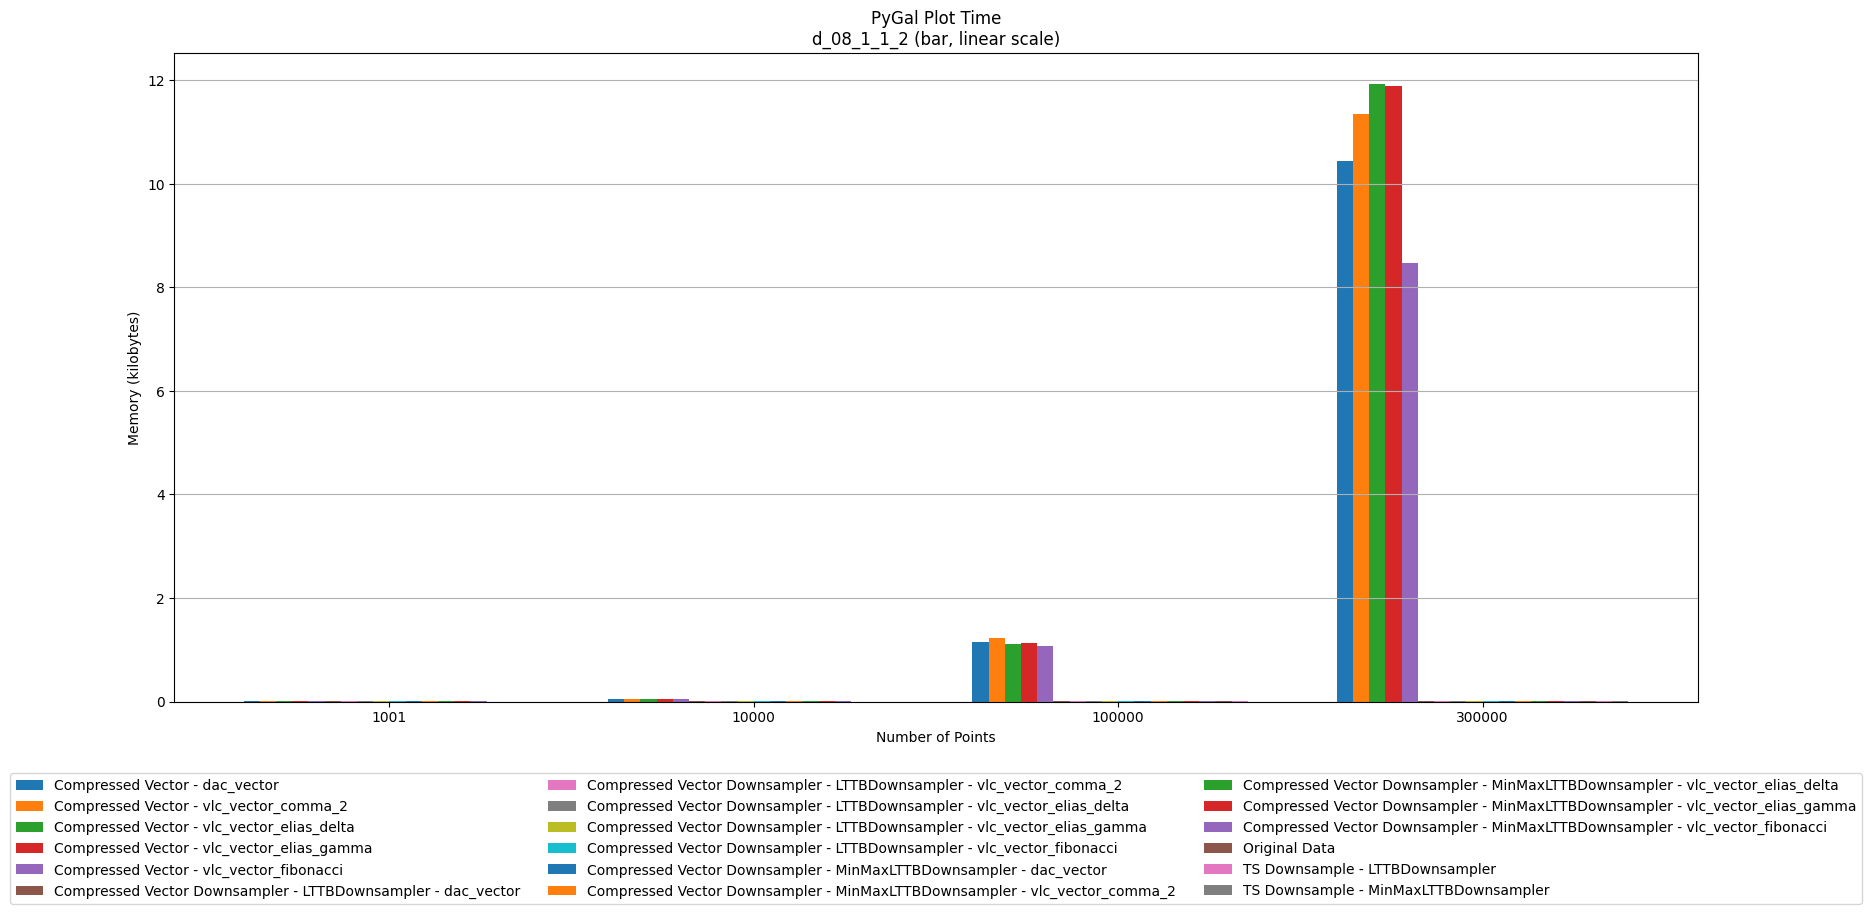 PyGal Plot Time
d_08_1_1_2 (bar, linear scale)
12
10
8
6
4
2
0
Memory (kilobytes)
1001
10000
100000
300000
Number of Points
Compressed Vector - dac_vector
Compressed Vector - vlc_vector_comma_2
Compressed Vector - vlc_vector_elias_delta
Compressed Vector - vlc_vector_elias_gamma
Compressed Vector - vlc_vector_fibonacci
Compressed Vector Downsampler - LTTBDownsampler - dac_vector
Compressed Vector Downsampler - LTTBDownsampler - vlc_vector_comma_2
Compressed Vector Downsampler - LTTBDownsampler - vlc_vector_elias_delta
Compressed Vector Downsampler - LTTBDownsampler - vlc_vector_elias_gamma
Compressed Vector Downsampler - LTTBDownsampler - vlc_vector_fibonacci
Compressed Vector Downsampler - MinMaxLTTBDownsampler - dac_vector
Compressed Vector Downsampler - MinMaxLTTBDownsampler - vlc_vector_comma_2
Compressed Vector Downsampler - MinMaxLTTBDownsampler - vlc_vector_elias_delta
Compressed Vector Downsampler - MinMaxLTTBDownsampler - vlc_vector_elias_gamma
Compressed Vector Downsampler - MinMaxLTTBDownsampler - vlc_vector_fibonacci
Original Data
TS Downsample - LTTBDownsampler
TS Downsample - MinMaxLTTBDownsampler